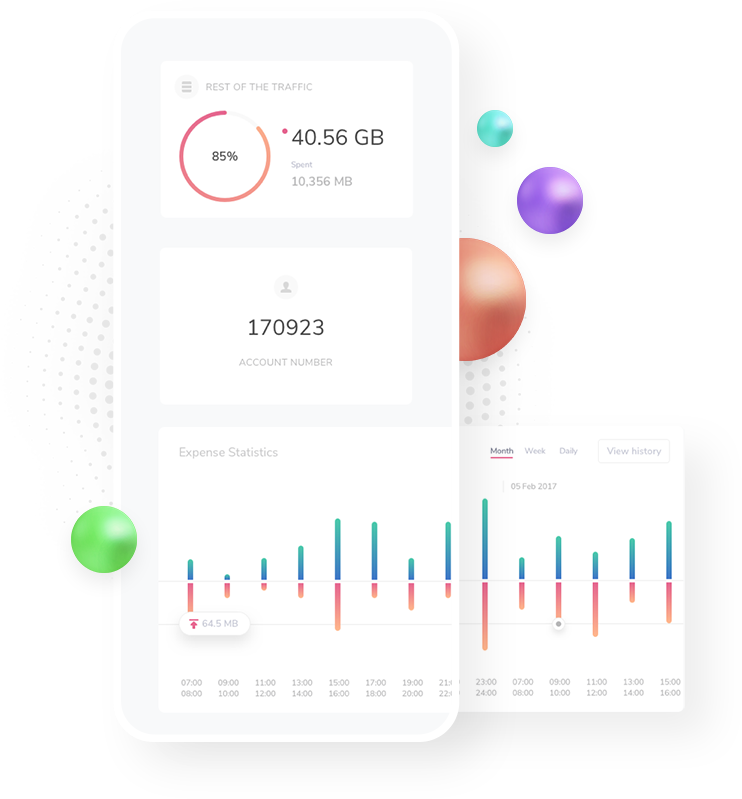 REST OF THE TRAFFIC
85%
40.56 GB
Spent
10,356 MB
170923
ACCOUNT NUMBER
Expense Statistics
Month Week Daily View history
05 Feb 2017
64.5 MB
07:00 09:00 11:00 13:00 15:00 17:00 19:00 21: 23:00 07:00 09:00 11:00 13:00 15:00
08:00 10:00 12:00 14:00 16:00 18:00 20:00 22: 24:00 08:00 10:00 12:00 14:00 16:00